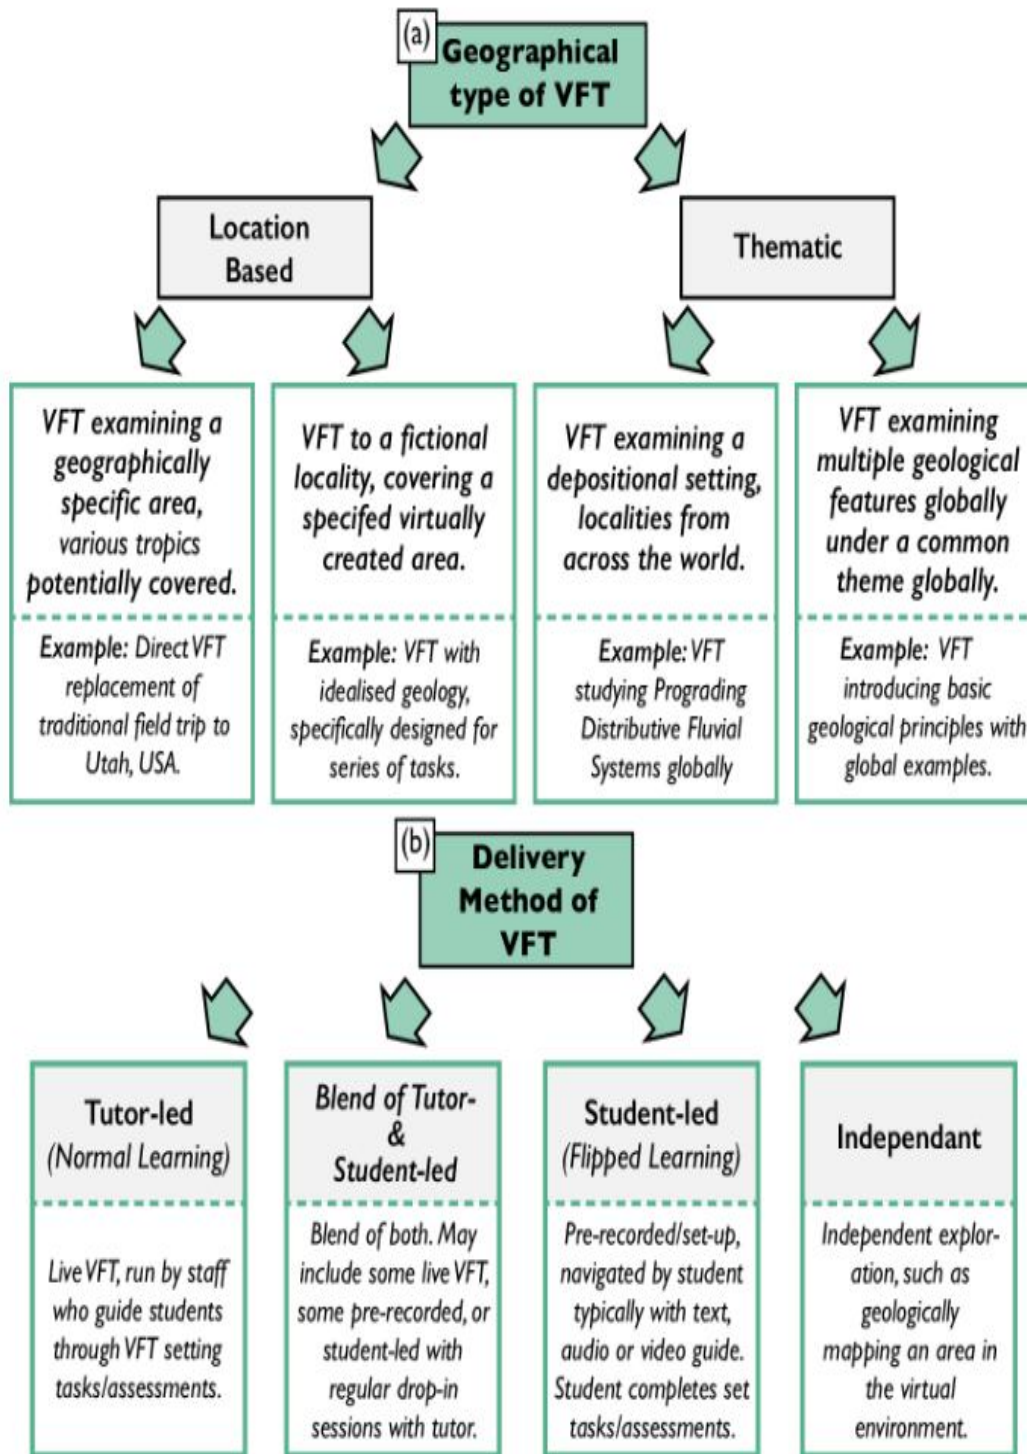 (a)
Geographical
type of VFT
Location
Based
Thematic
VFT examining a
geographically
specific area,
various tropics
potentially covered.
Example: Direct VFT
replacement of
traditional field trip to
Utah, USA.
VFT to a fictional
locality, covering a
specifed virtually
created area.
Example: VFT with
idealised geology,
specifically designed for
series of tasks.
VFT examining a
depositional setting,
localities from
across the world.
Example: VFT
studying Prograding
Distributive Fluvial
Systems globally
VFT examining
multiple geological
features globally
under a common
theme globally.
Example: VFT
introducing basic
geological principles with
global examples.
(b)
Delivery
Method of
VFT
Tutor-led
(Normal Learning)
Live VFT, run by staff
who guide students
through VFT setting
tasks/assessments.
Blend of Tutor-
&
Student-led
Blend of both. May
include some live VFT,
some pre-recorded, or
student-led with
regular drop-in
sessions with tutor.
Student-led
(Flipped Learning)
Pre-recorded/set-up,
navigated by student
typically with text,
audio or video guide.
Student completes set
tasks/assessments.
Independant
Independent explor-
ation, such as
geologically
mapping an area in
the virtual
environment.